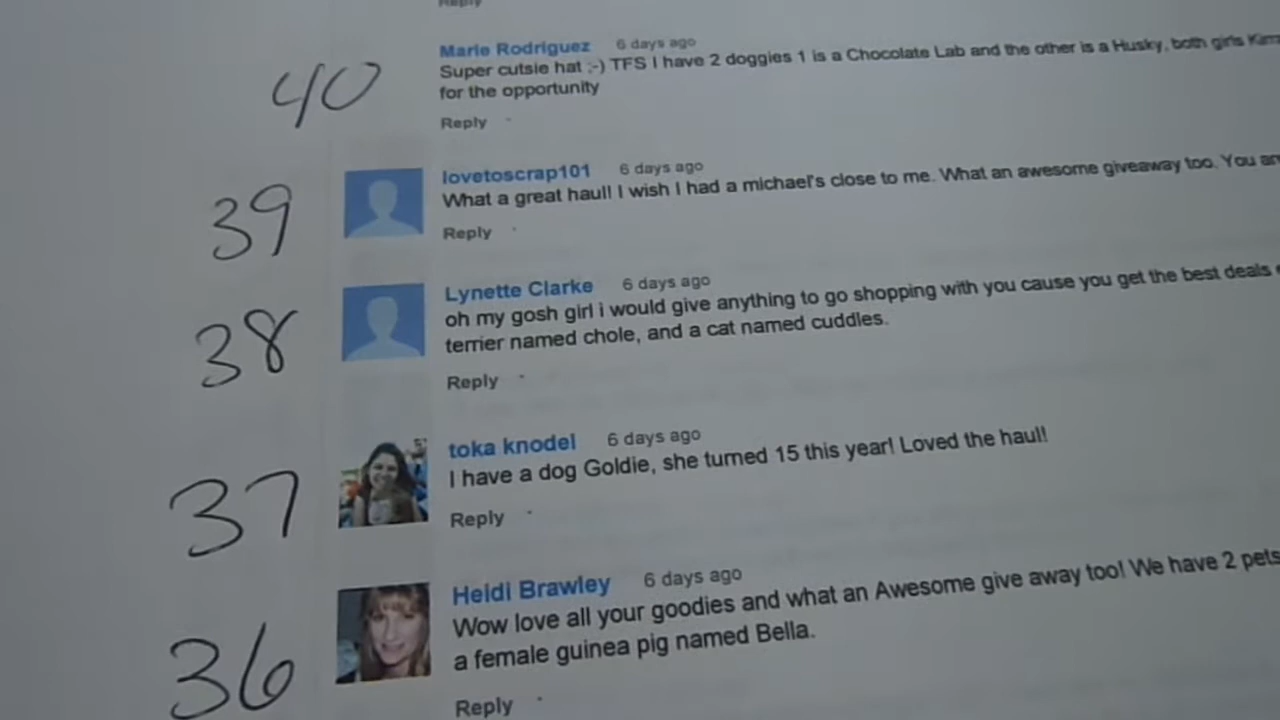 Reply
40
Marie Rodriguez 6 days ago
Super cutsie hat ;-) TFS I have 2 doggies 1 is a Chocolate Lab and the other is a Husky, both girls
for the opportunity
Reply
39
lovetoscrap101 6 days ago
What a great haul! I wish I had a michael's close to me. What an awesome giveaway too. You
Reply
38
Lynette Clarke 6 days ago
oh my gosh girl i would give anything to go shopping with you cause you get the best deals
terrier named chole, and a cat named cuddles.
Reply
37
toka knodel 6 days ago
I have a dog Goldie, she turned 15 this year! Loved the haul!
Reply
36
Heidi Brawley 6 days ago
Wow love all your goodies and what an Awesome give away too! We have 2 pets
a female guinea pig named Bella.
Reply